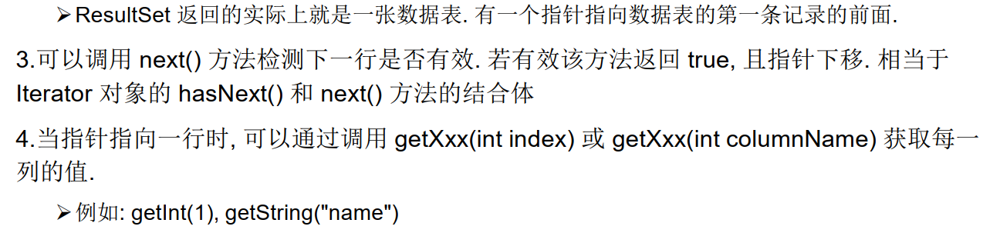 ➢ResultSet 返回的实际上就是一张数据表. 有一个指针指向数据表的第一条记录的前面.
3.可以调用 next() 方法检测下一行是否有效. 若有效该方法返回 true, 且指针下移. 相当于
Iterator 对象的 hasNext() 和 next() 方法的结合体
4.当指针指向一行时, 可以通过调用 getXxx(int index) 或 getXxx(int columnName) 获取每一
列的值.
➢例如: getInt(1), getString("name")